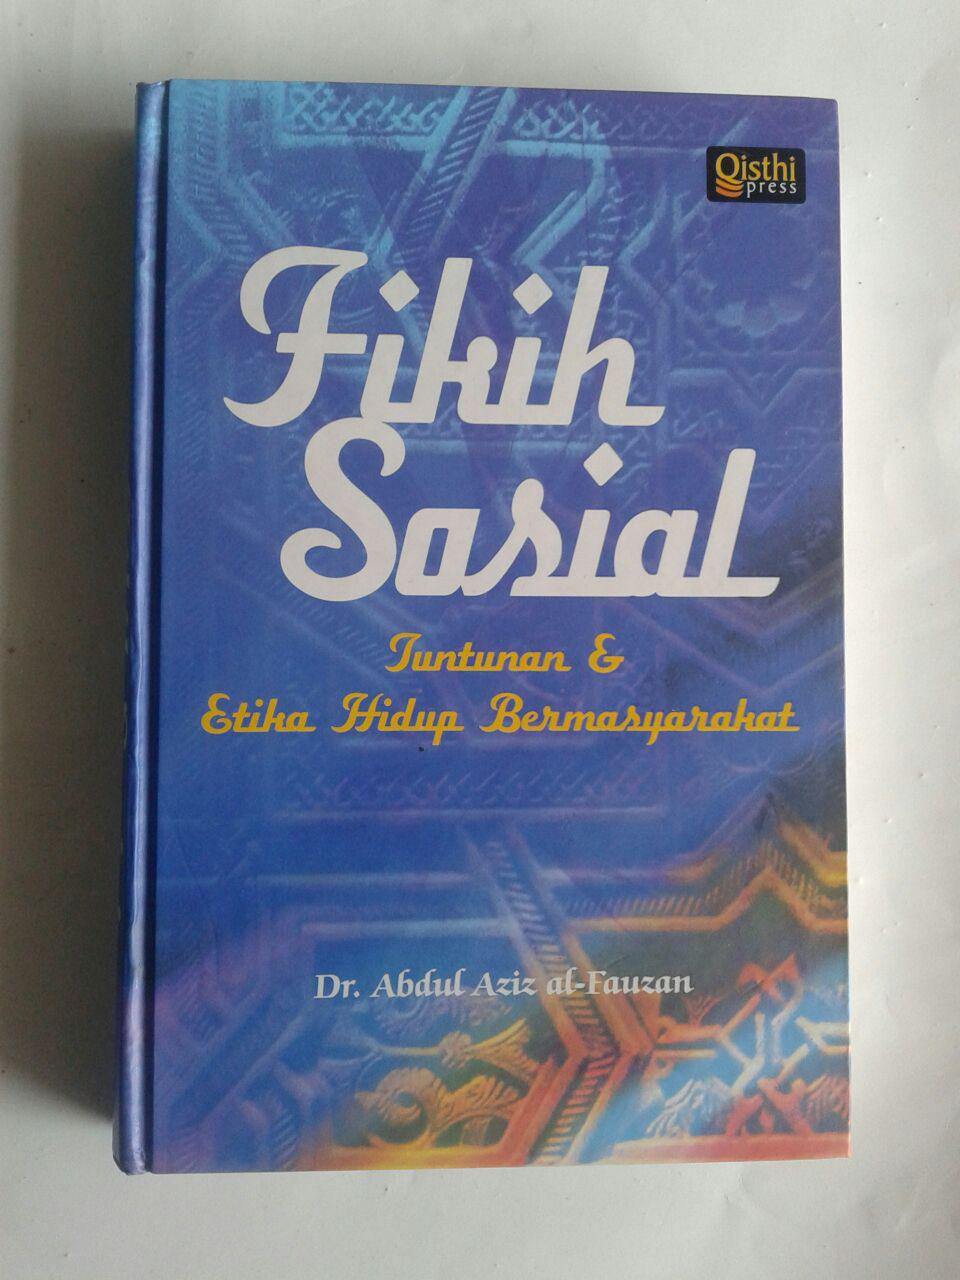 Qisthi
press
Fikih
Sosial
Tuntunan &
Etika Hidup Bermasyarakat
Dr. Abdul Aziz al-Fauzan